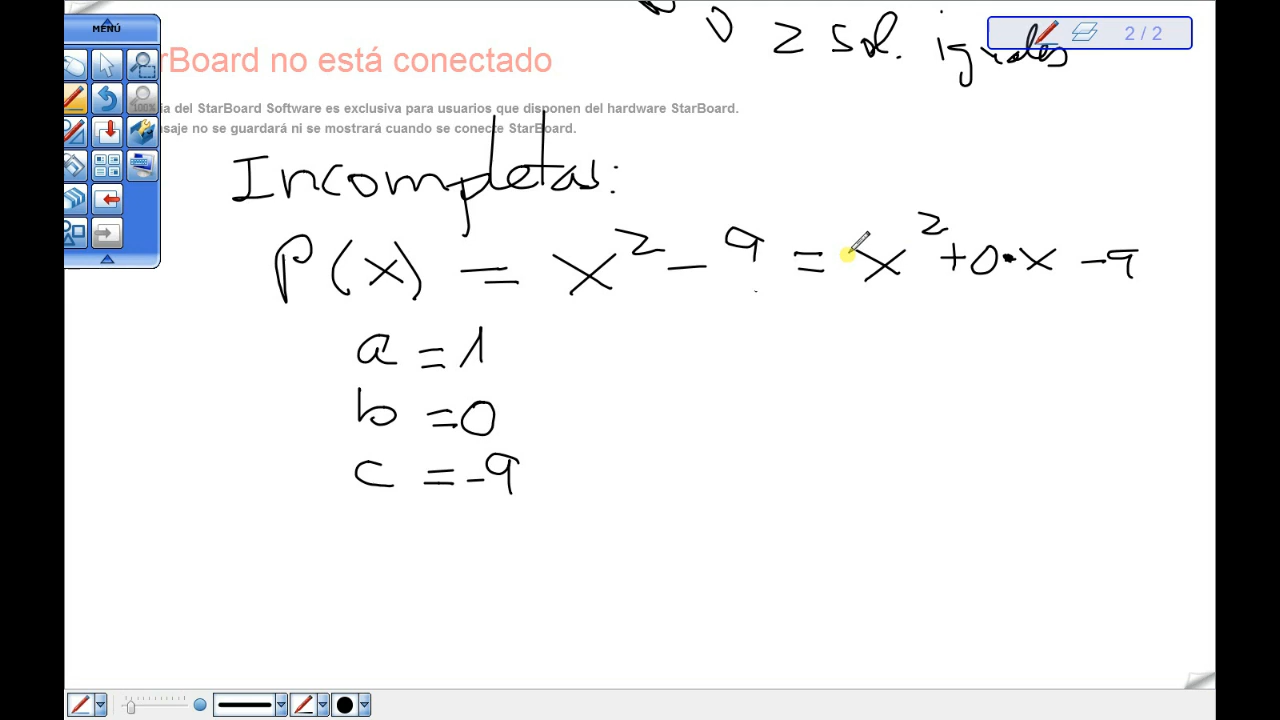 MENÚ
2 / 2
2 sol. iguales
rBoard no está conectado
100%
ia del StarBoard Software es exclusiva para usuarios que disponen del hardware StarBoard.
saje no se guardará ni se mostrará cuando se conecte StarBoard.
Incompletas:
P(x) = x² - 9 = x² + 0·x - 9
a = 1
b = 0
c = -9